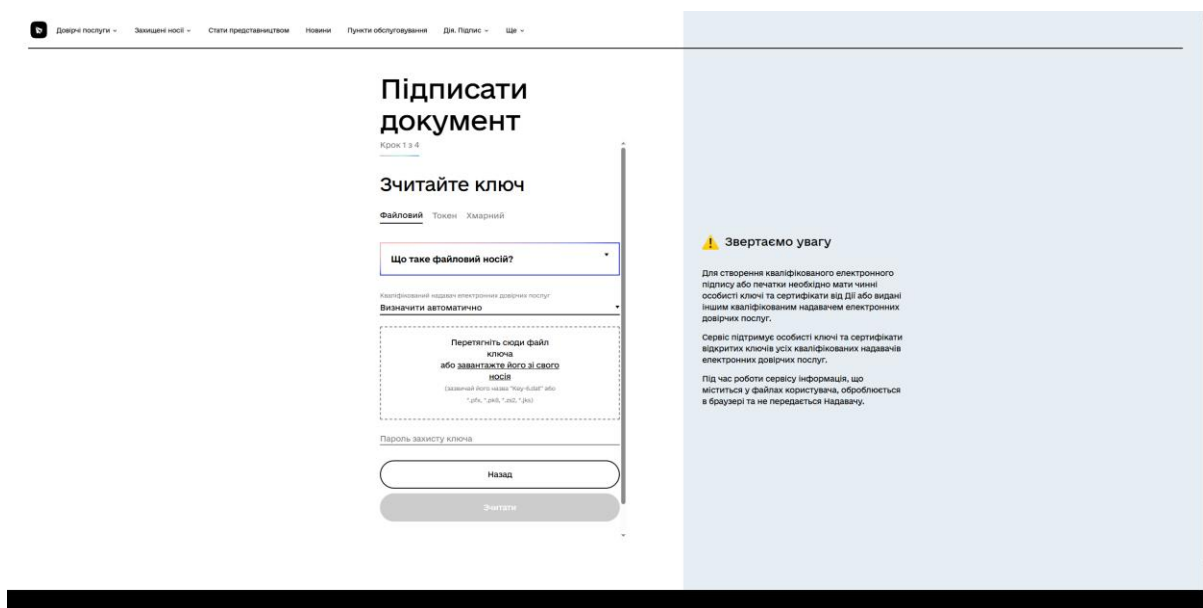 Довірчі послуги
Захищені носії
Стати представництвом
Новини
Пункти обслуговування
Дія. Підпис
Ще
Підписати
документ
Крок 1 з 4
Зчитайте ключ
Файловий Токен Хмарний
Що таке файловий носій?
Кваліфікований надавач електронних довірчих послуг
Визначити автоматично
Перетягніть сюди файл
ключа
або завантажте його зі свого
носія
(зазвичай його назва "Key-6.dat" або
*.pfx, *.pk8, *.zs2, *.jks)
Пароль захисту ключа
Назад
Зчитати
Звертаємо увагу
Для створення кваліфікованого електронного
підпису або печатки необхідно мати чинні
особисті ключі та сертифікати від Дії або видані
іншим кваліфікованим надавачем електронних
довірчих послуг.
Сервіс підтримує особисті ключі та сертифікати
відкритих ключів усіх кваліфікованих надавачів
електронних довірчих послуг.
Під час роботи сервісу інформація, що
міститься у файлах користувача, оброблюється
в браузері та не передається Надавачу.